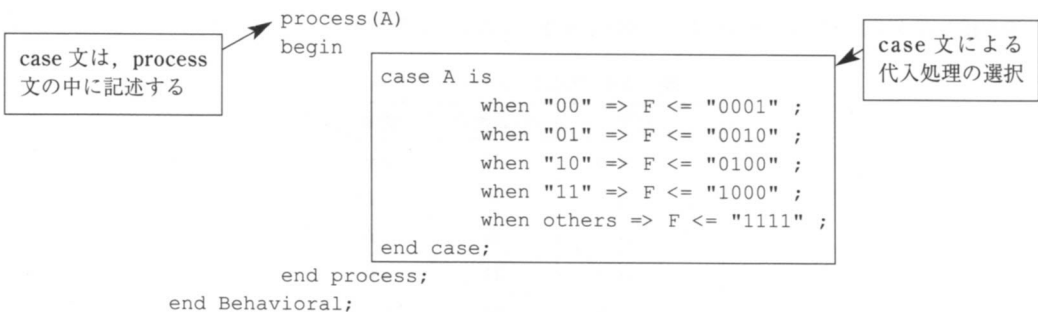 process(A)
begin
case 文は，process
文の中に記述する
case 文による
代入処理の選択
case A is
when "00" => F <= "0001" ;
when "01" => F <= "0010" ;
when "10" => F <= "0100" ;
when "11" => F <= "1000" ;
when others => F <= "1111" ;
end case;
end process;
end Behavioral;